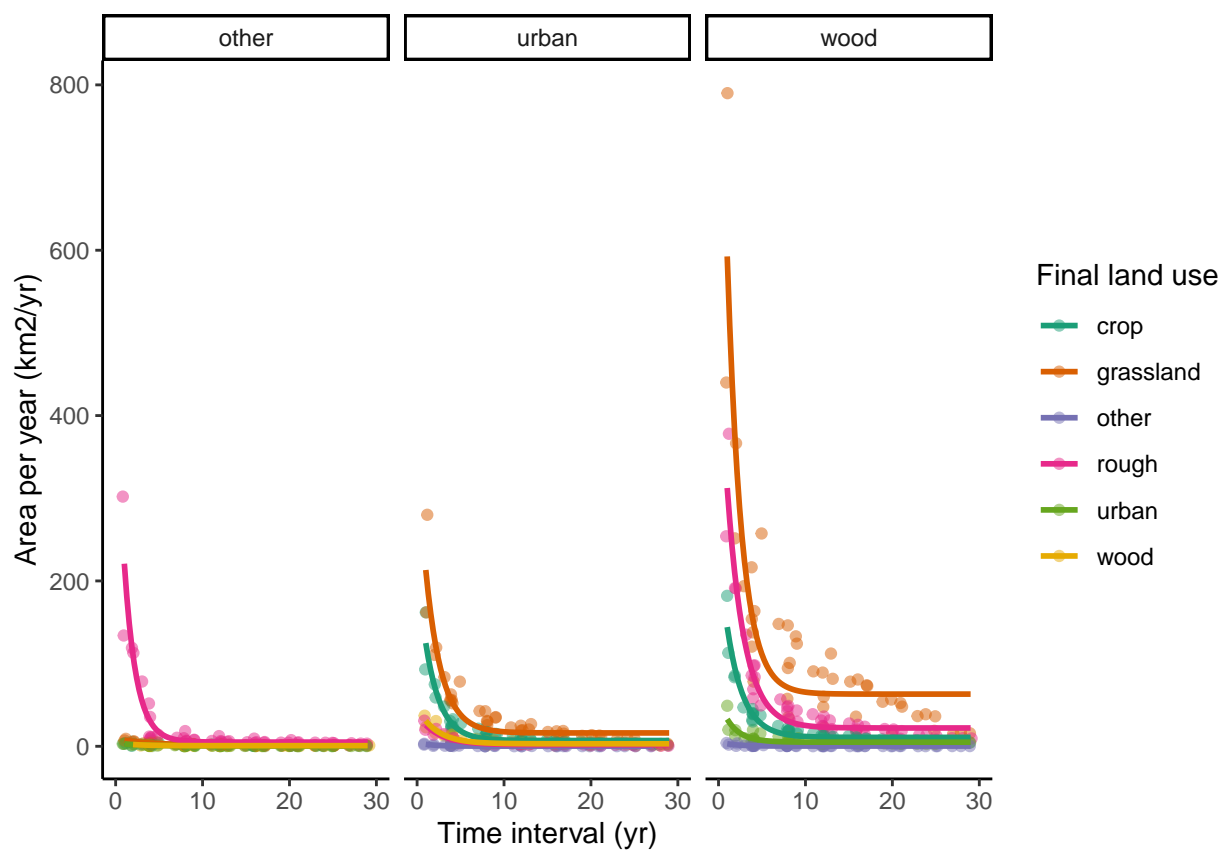 other urban wood
800
600
400
200
0
Area per year (km2/yr)
0 10 20 30 0 10 20 30 0 10 20 30
Time interval (yr)
Final land use
crop
grassland
other
rough
urban
wood